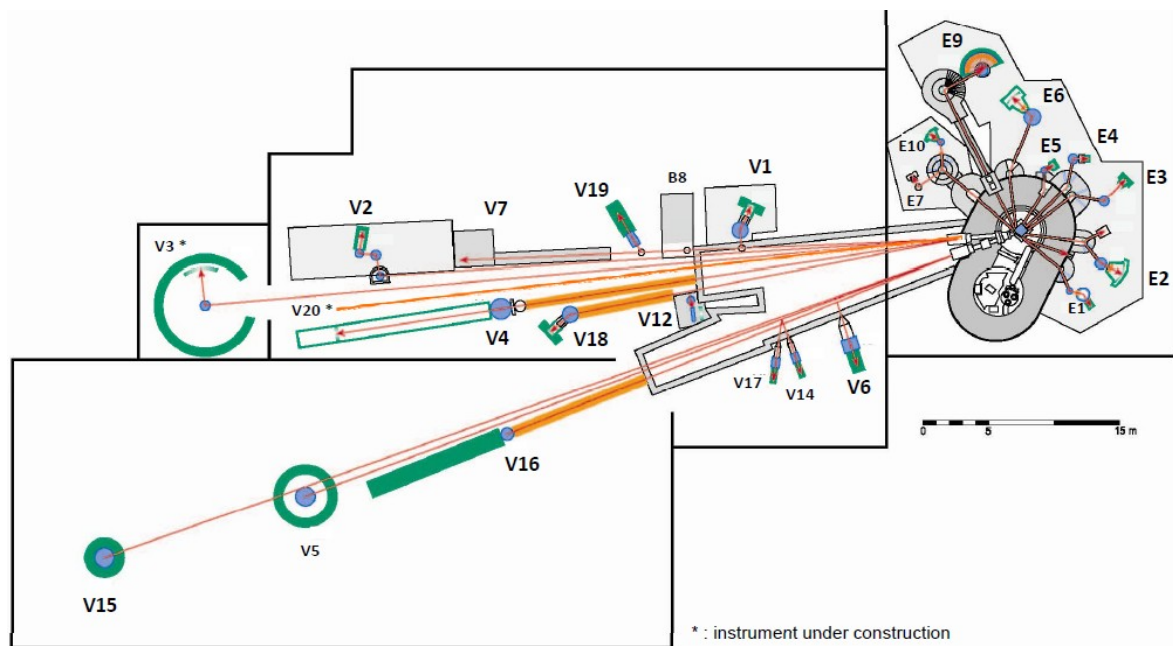 E9
E6
E4
E5
E10
E3
E7
B8
V1
V19
V2
V7
V3 *
E2
E1
V20 *
V4
V18
V12
V17
V14
V6
0 5 15 m
V16
V5
V15
* : instrument under construction